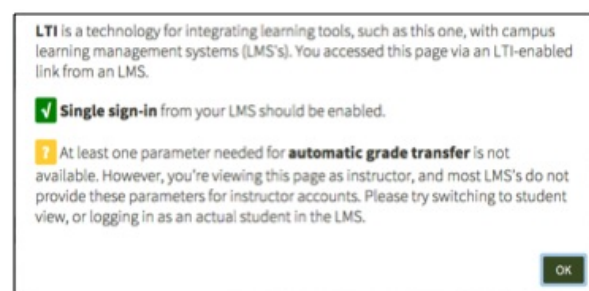 LTI is a technology for integrating learning tools, such as this one, with campus
learning management systems (LMS's). You accessed this page via an LTI-enabled
link from an LMS.
√ Single sign-in from your LMS should be enabled.
? At least one parameter needed for automatic grade transfer is not
available. However, you're viewing this page as instructor, and most LMS's do not
provide these parameters for instructor accounts. Please try switching to student
view, or logging in as an actual student in the LMS.
OK